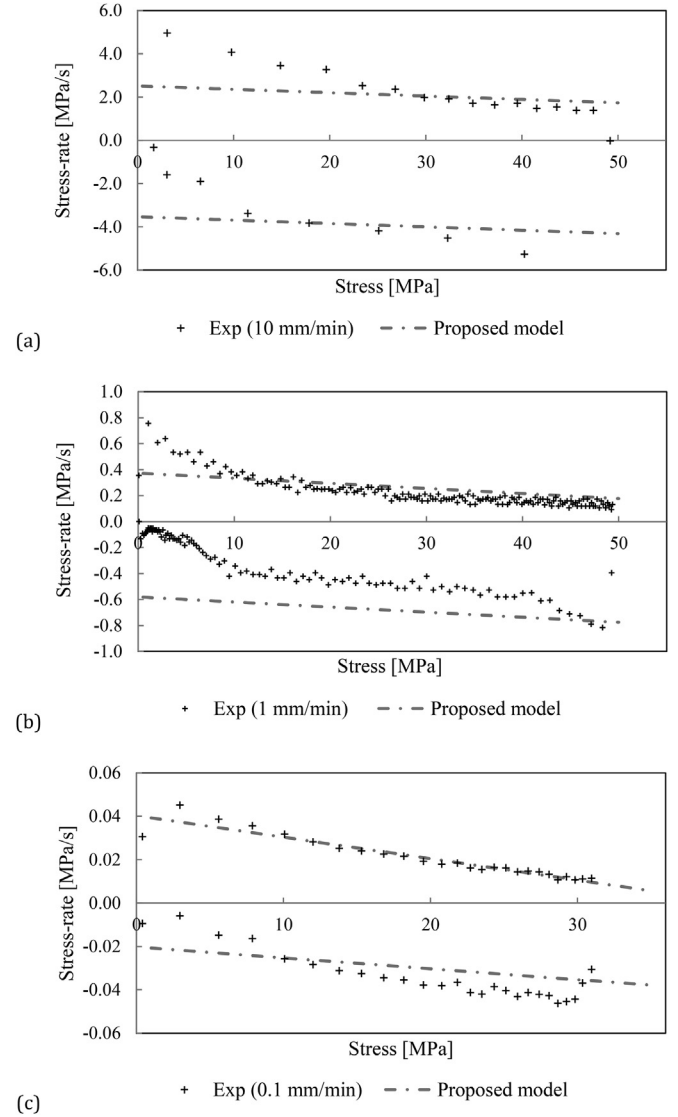 6.0
4.0
2.0
0.0
-2.0
-4.0
-6.0
0 10 20 30 40 50
Stress-rate [MPa/s]
Stress [MPa]
Exp (10 mm/min) Proposed model
(a)
1.0
0.8
0.6
0.4
0.2
0.0
-0.2
-0.4
-0.6
-0.8
-1.0
0 10 20 30 40 50
Stress-rate [MPa/s]
Stress [MPa]
Exp (1 mm/min) Proposed model
(b)
0.06
0.04
0.02
0.00
-0.02
-0.04
-0.06
0 10 20 30
Stress-rate [MPa/s]
Stress [MPa]
Exp (0.1 mm/min) Proposed model
(c)